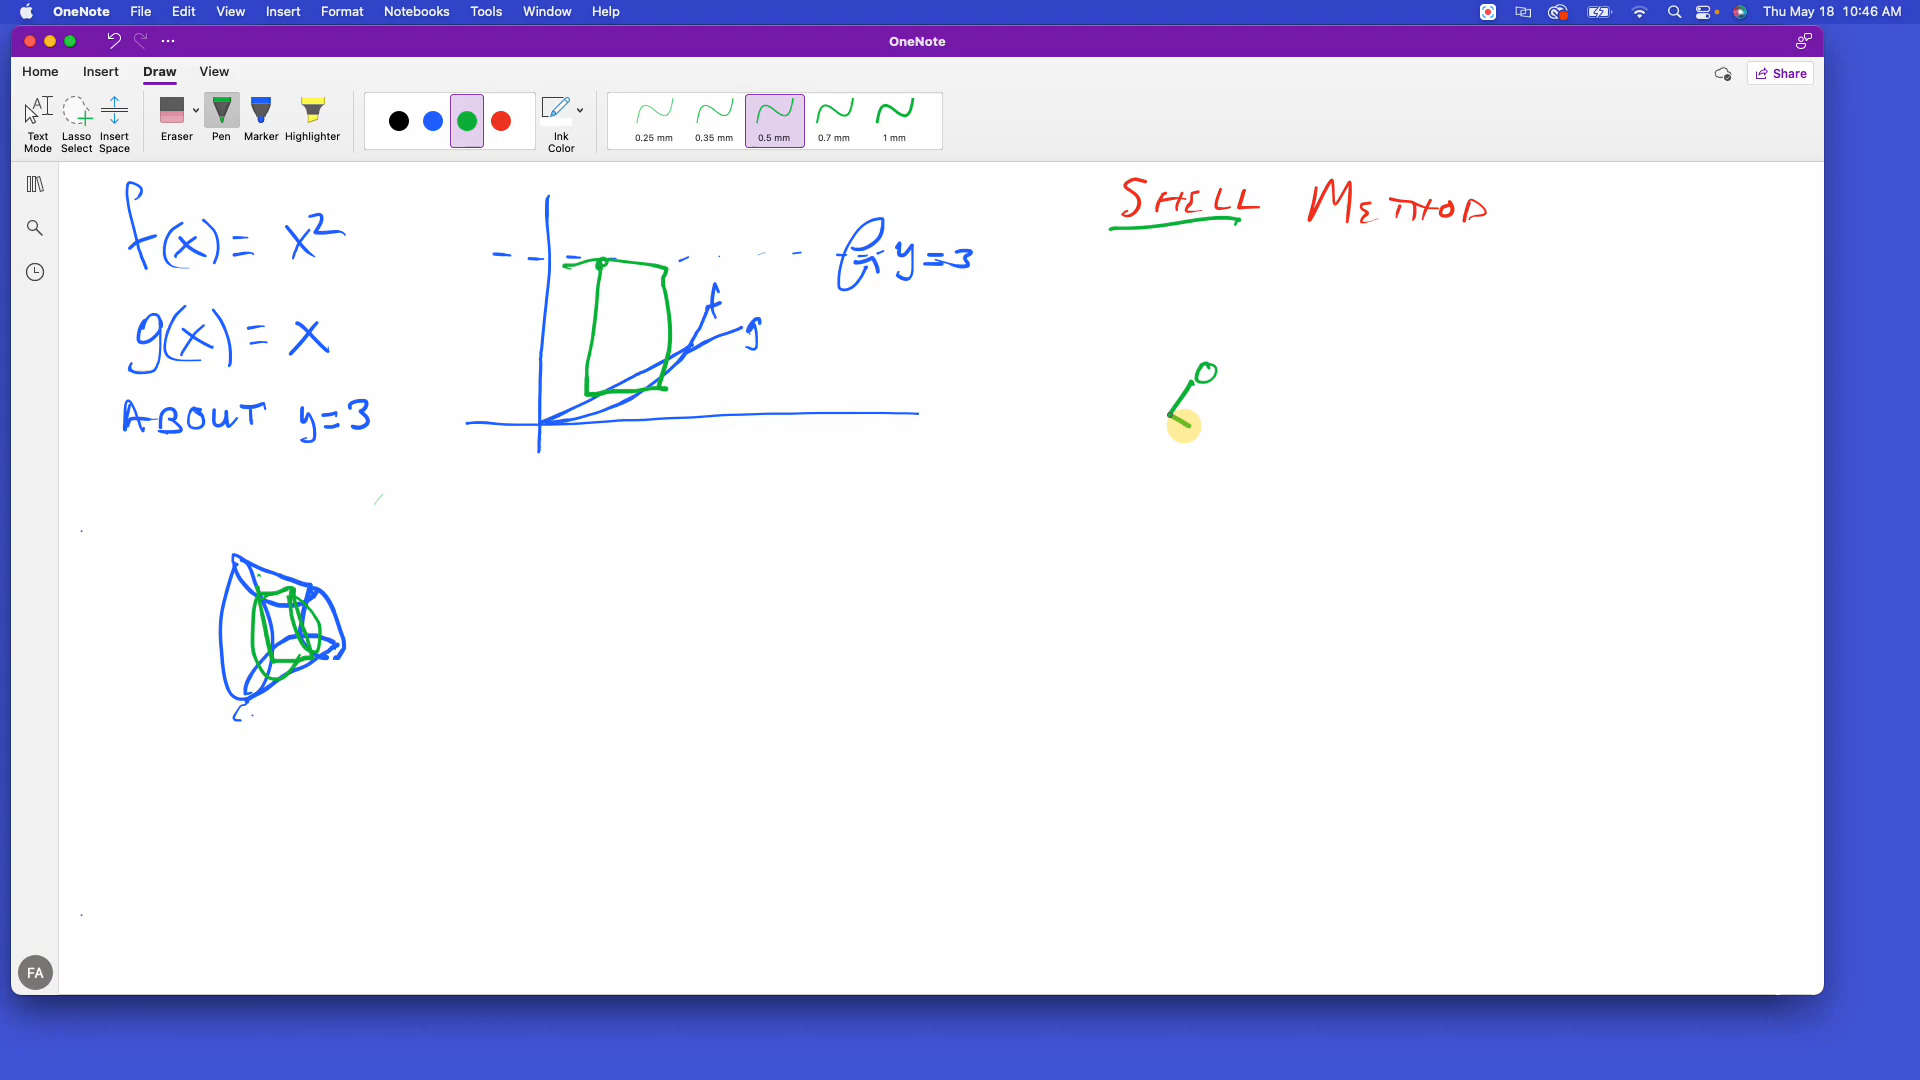 OneNote File Edit View Insert Format Notebooks Tools Window Help Thu May 18 10:46 AM
OneNote
Home Insert Draw View Share
Text Mode
Lasso Select
Insert Space
Eraser
Pen
Marker
Highlighter
Ink Color
0.25 mm
0.35 mm
0.5 mm
0.7 mm
1 mm
f(x) = x²
g(x) = x
ABOUT y=3
y=3
f
g
SHELL METHOD
FA